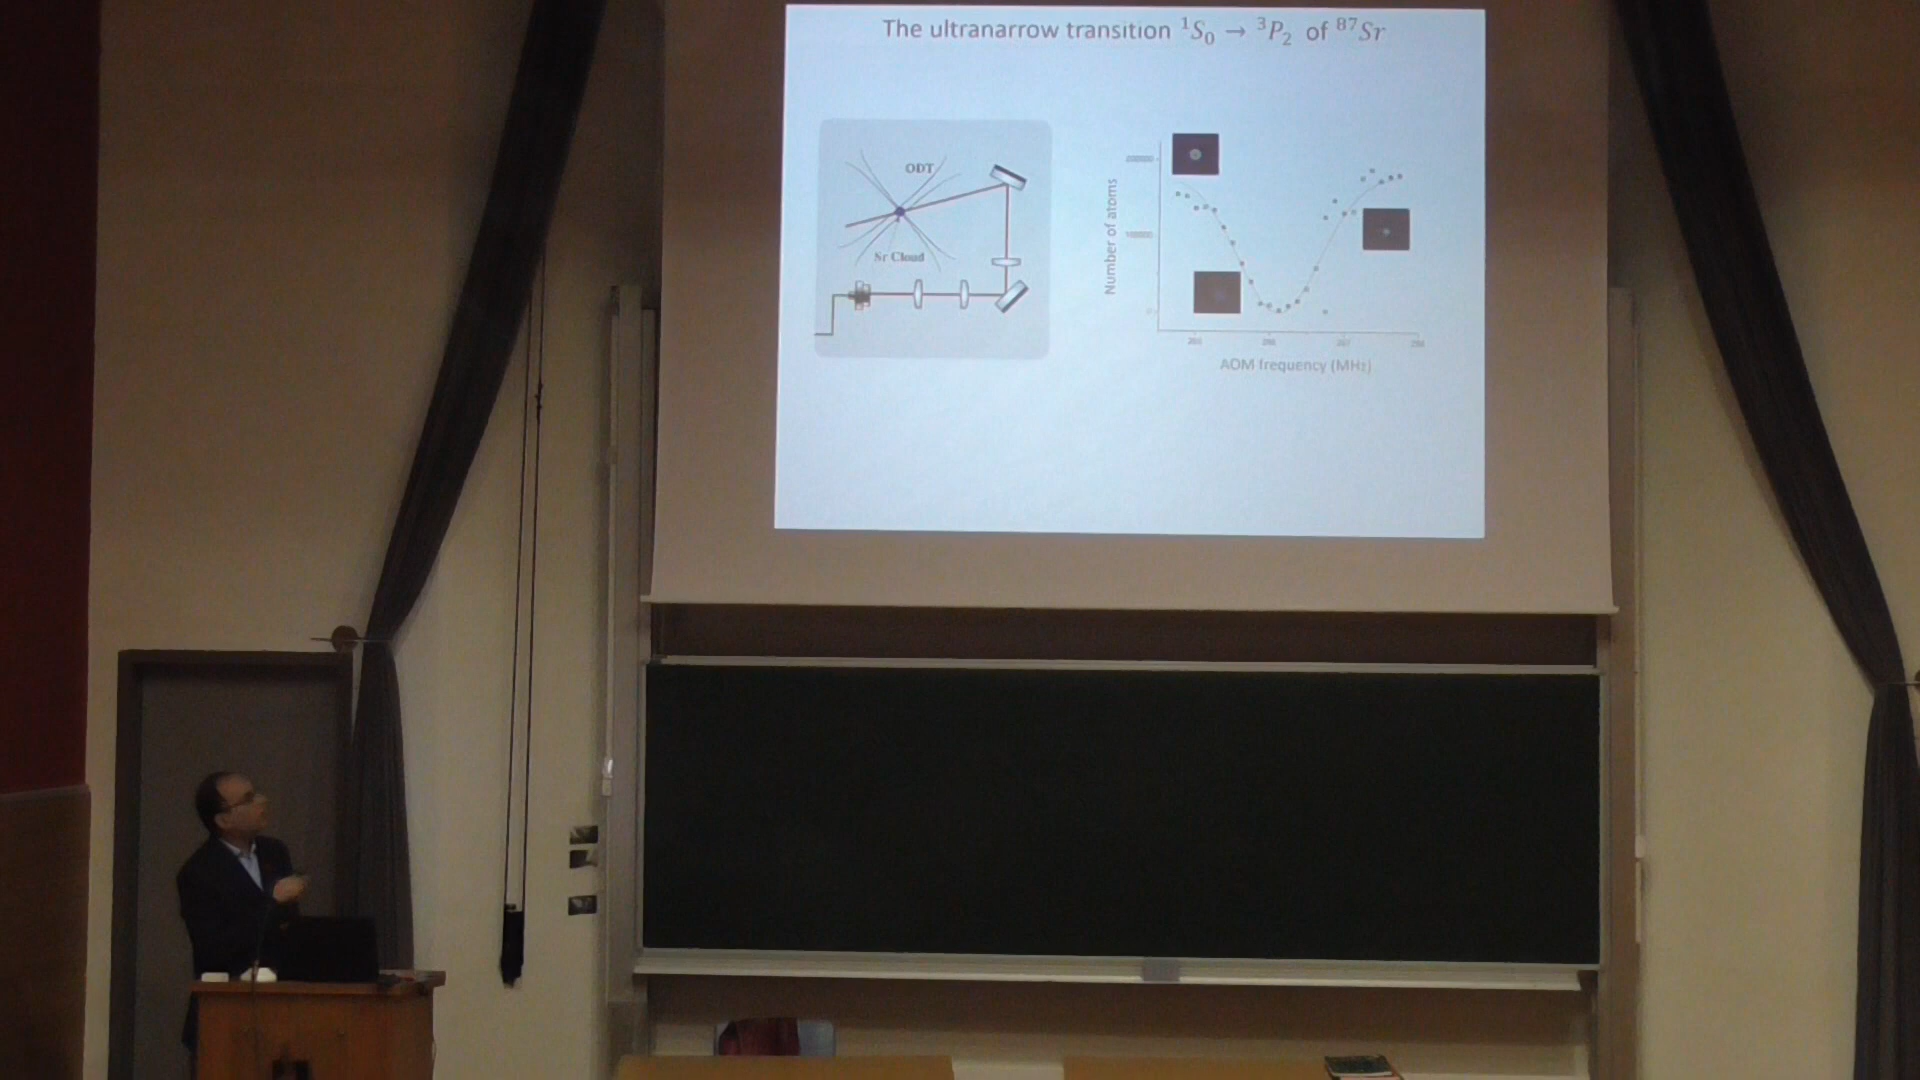 The ultranarrow transition ¹S₀ → ³P₂ of ⁸⁷Sr
ODT
Sr Cloud
Number of atoms
AOM frequency (MHz)